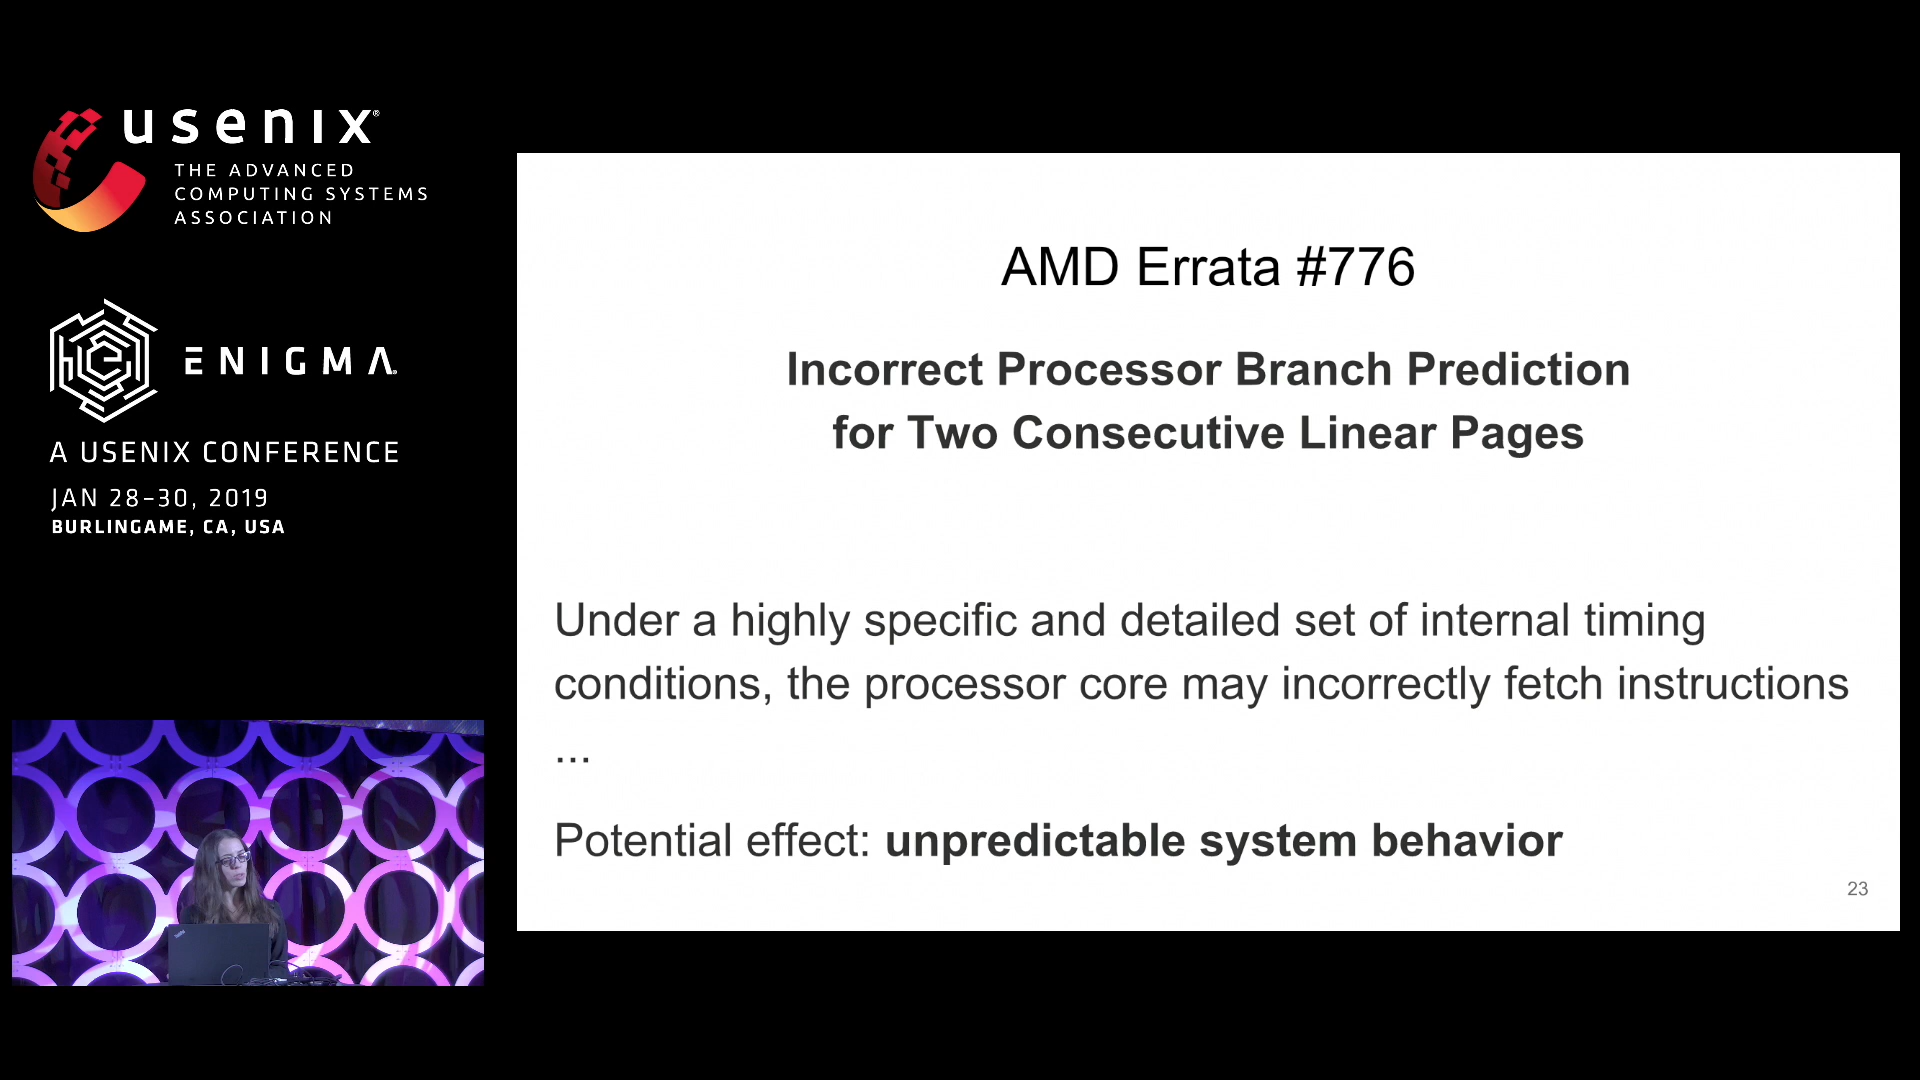 usenix®
THE ADVANCED
COMPUTING SYSTEMS
ASSOCIATION
ENIGMA.
A USENIX CONFERENCE
JAN 28–30, 2019
BURLINGAME, CA, USA
AMD Errata #776
Incorrect Processor Branch Prediction
for Two Consecutive Linear Pages
Under a highly specific and detailed set of internal timing
conditions, the processor core may incorrectly fetch instructions
...
Potential effect: unpredictable system behavior
23